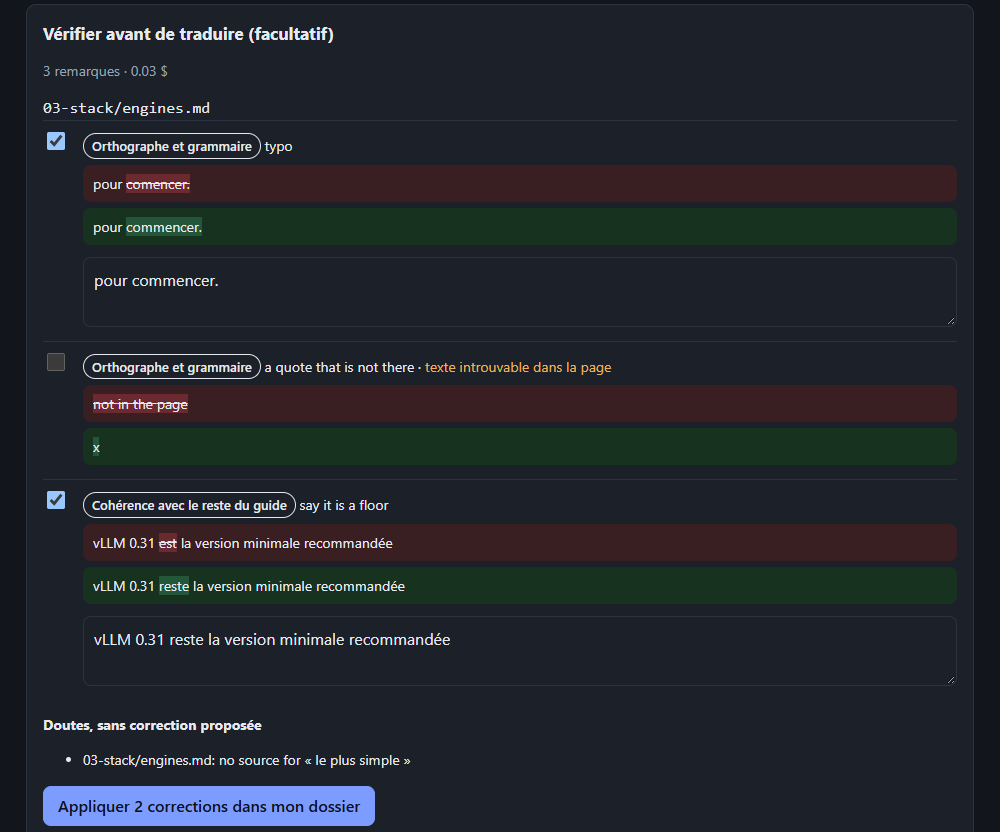 Vérifier avant de traduire (facultatif)
3 remarques · 0.03 $
03-stack/engines.md
Orthographe et grammaire typo
pour comencer.
pour commencer.
pour commencer.
Orthographe et grammaire a quote that is not there · texte introuvable dans la page
not in the page
x
Cohérence avec le reste du guide say it is a floor
vLLM 0.31 est la version minimale recommandée
vLLM 0.31 reste la version minimale recommandée
vLLM 0.31 reste la version minimale recommandée
Doutes, sans correction proposée
• 03-stack/engines.md: no source for « le plus simple »
Appliquer 2 corrections dans mon dossier